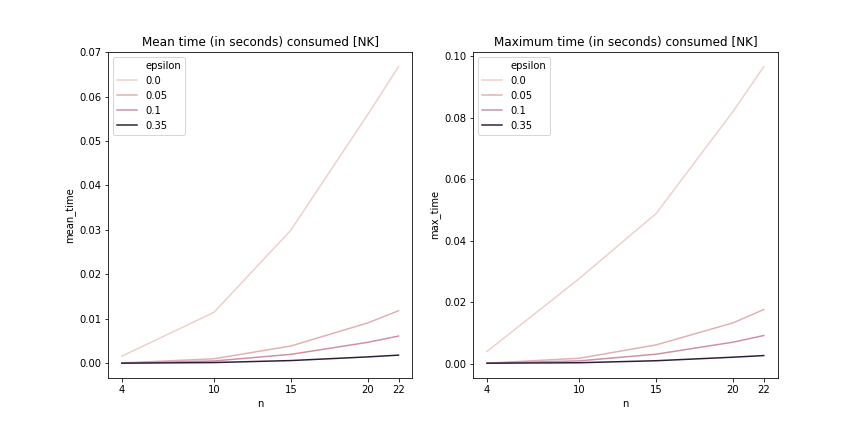 Mean time (in seconds) consumed [NK]
0.07
0.06
0.05
0.04
0.03
0.02
0.01
0.00
mean_time
epsilon
0.0
0.05
0.1
0.35
4 10 15 20 22
n
Maximum time (in seconds) consumed [NK]
0.10
0.08
0.06
0.04
0.02
0.00
max_time
epsilon
0.0
0.05
0.1
0.35
4 10 15 20 22
n